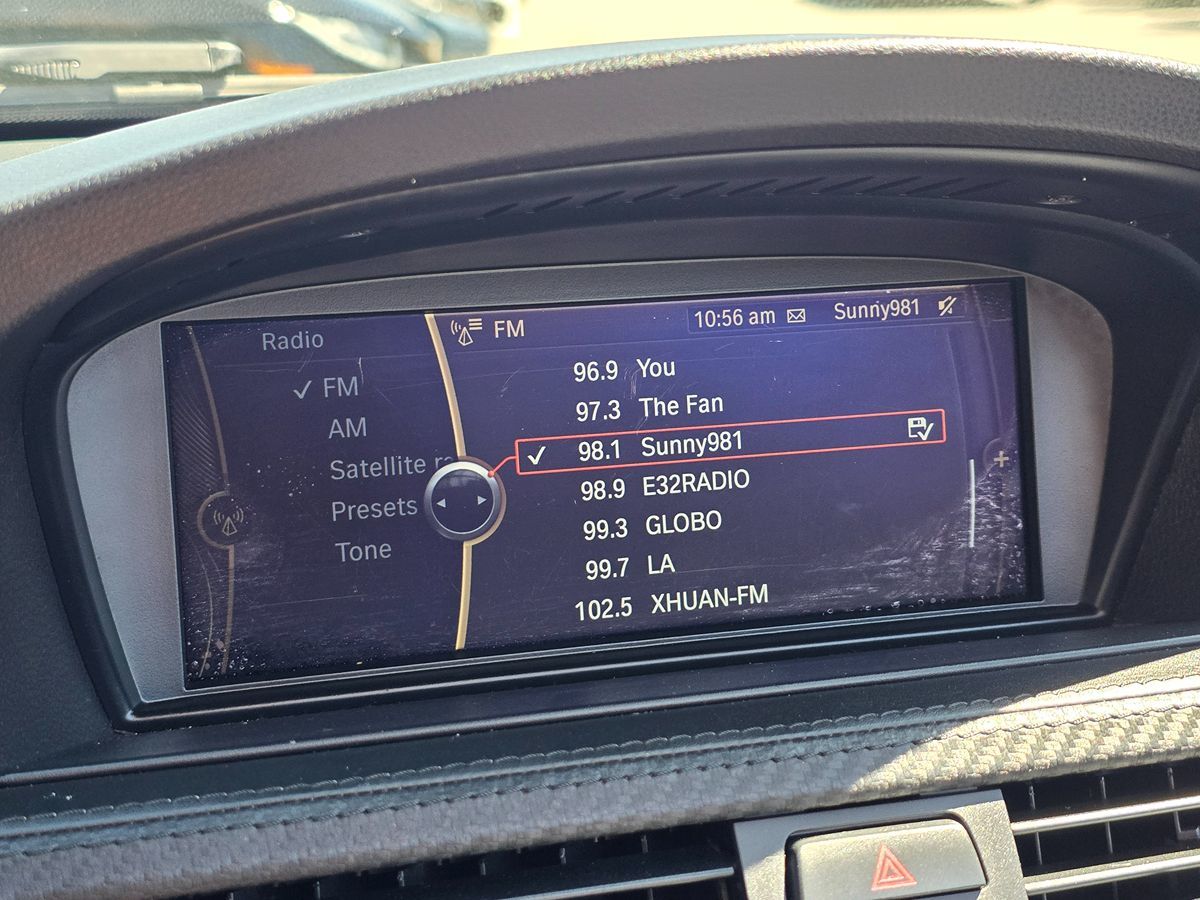 Radio
✓ FM
AM
Satellite
Presets
Tone
FM
10:56 am
Sunny981
96.9 You
97.3 The Fan
✓ 98.1 Sunny981
98.9 E32RADIO
99.3 GLOBO
99.7 LA
102.5 XHUAN-FM
+